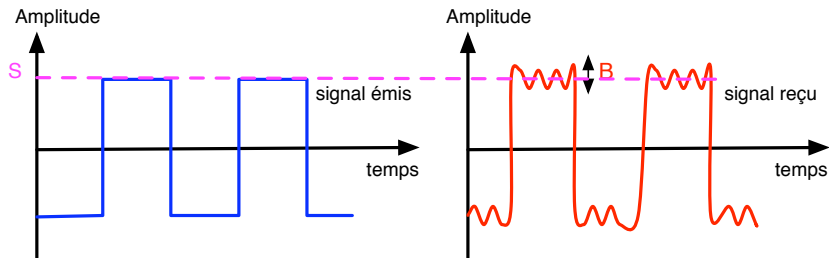 Amplitude
S
signal émis
temps
Amplitude
B
signal reçu
temps